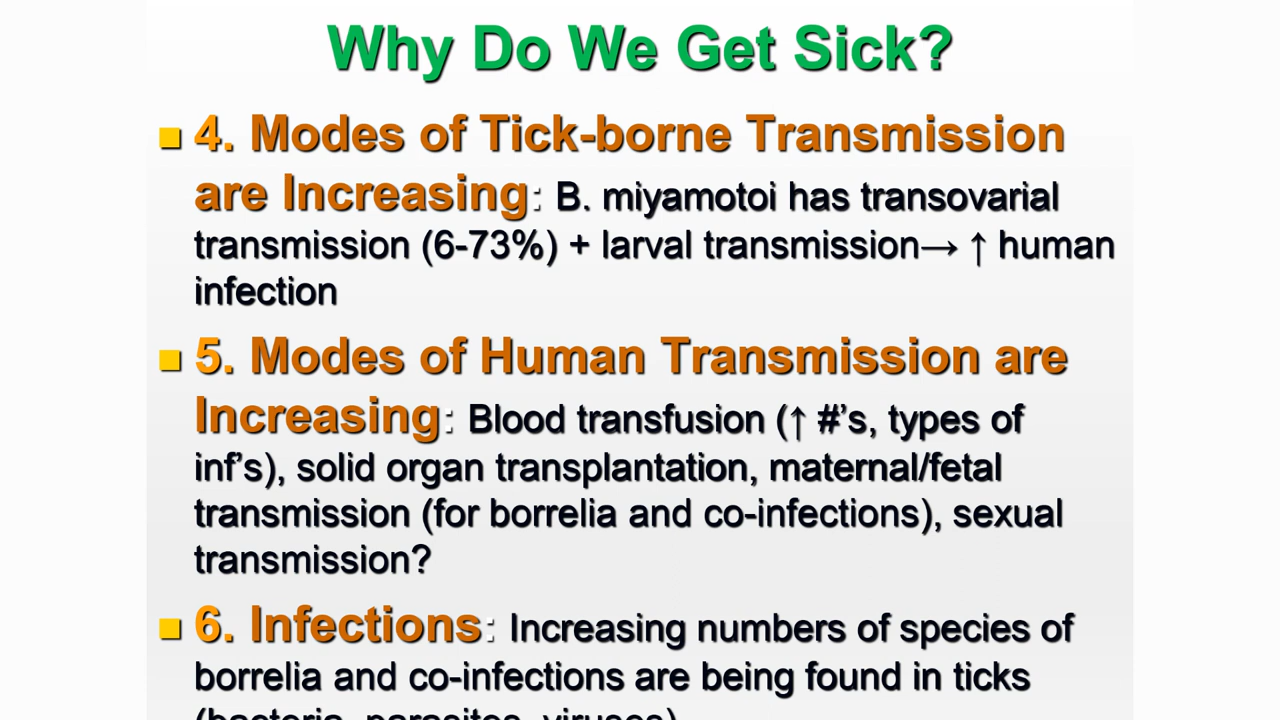 Why Do We Get Sick?
4. Modes of Tick-borne Transmission
are Increasing: B. miyamotoi has transovarial
transmission (6-73%) + larval transmission→ ↑ human
infection
5. Modes of Human Transmission are
Increasing: Blood transfusion (↑ #’s, types of
inf’s), solid organ transplantation, maternal/fetal
transmission (for borrelia and co-infections), sexual
transmission?
6. Infections: Increasing numbers of species of
borrelia and co-infections are being found in ticks
(bacteria, parasites, viruses)